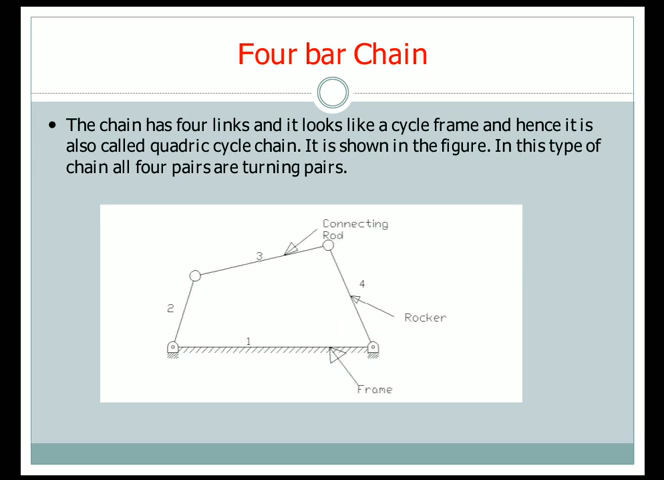 Four bar Chain
• The chain has four links and it looks like a cycle frame and hence it is
also called quadric cycle chain. It is shown in the figure. In this type of
chain all four pairs are turning pairs.
Connecting
Rod
3
4
2
Rocker
1
Frame